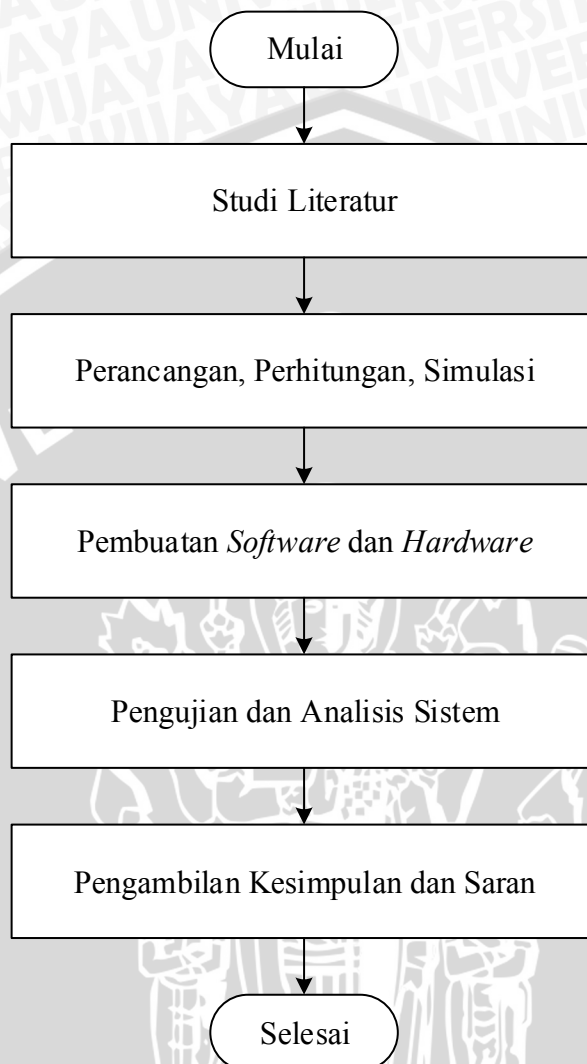 Mulai
Studi Literatur
Perancangan, Perhitungan, Simulasi
Pembuatan Software dan Hardware
Pengujian dan Analisis Sistem
Pengambilan Kesimpulan dan Saran
Selesai